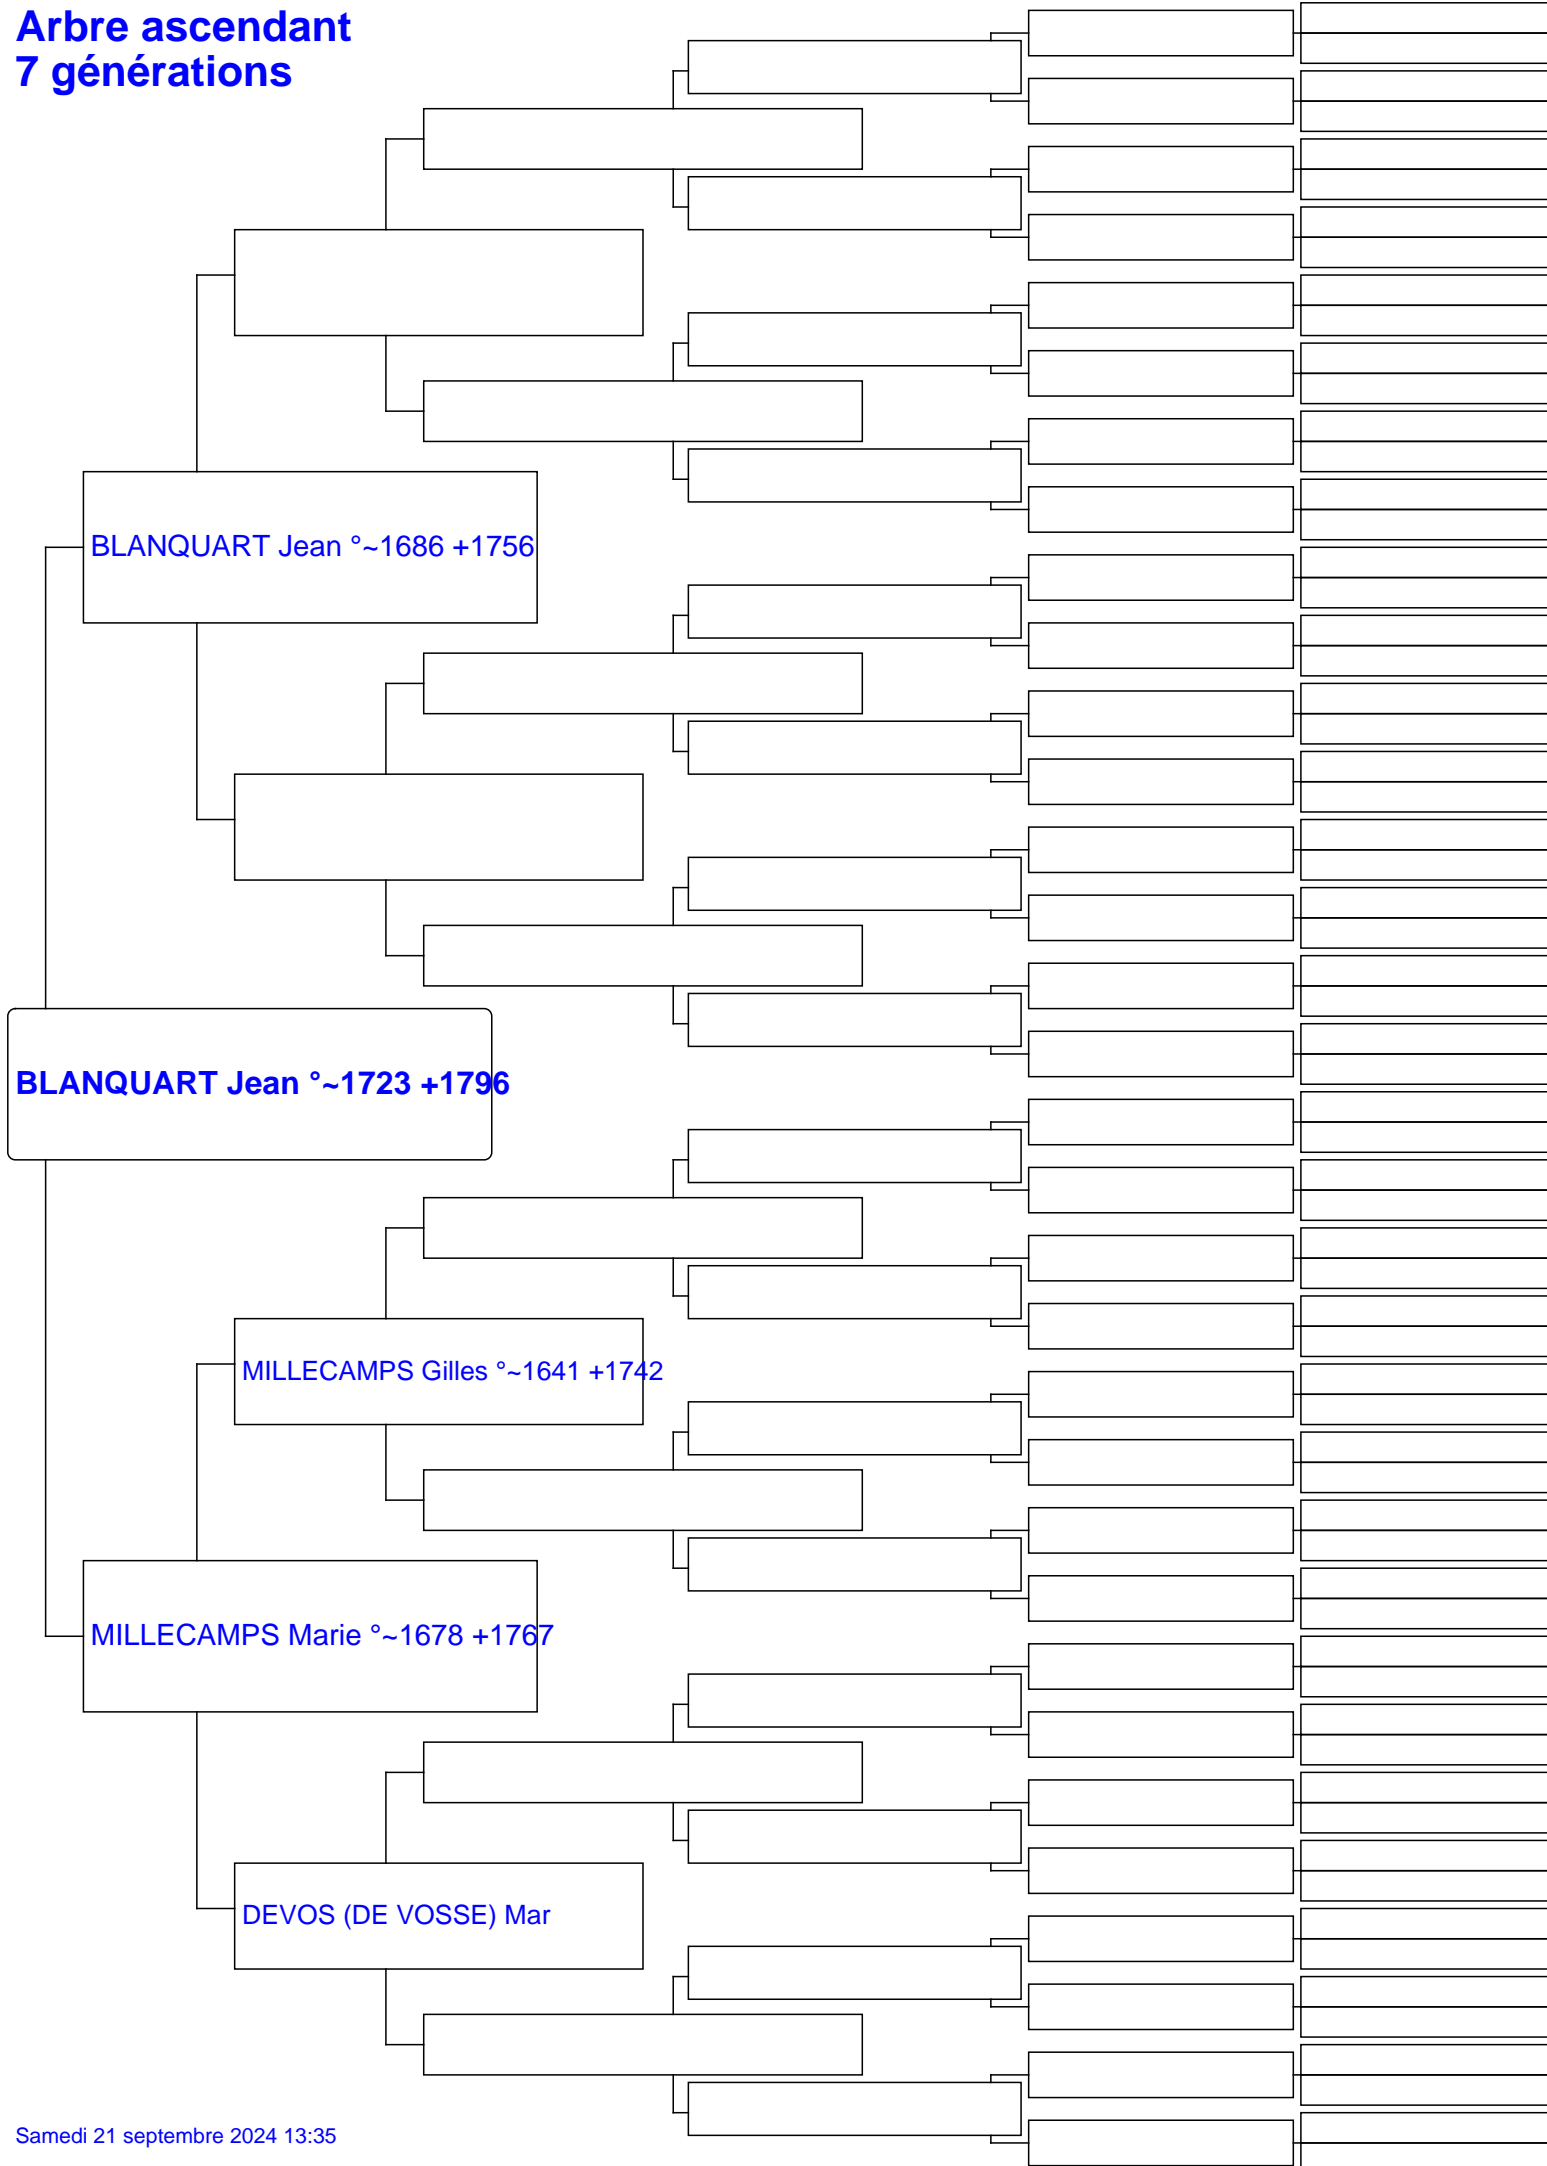 Arbre ascendant
7 générations
BLANQUART Jean °~1686 +1756
BLANQUART Jean °~1723 +1796
MILLECAMPS Gilles °~1641 +1742
MILLECAMPS Marie °~1678 +1767
DEVOS (DE VOSSE) Mar
Samedi 21 septembre 2024 13:35